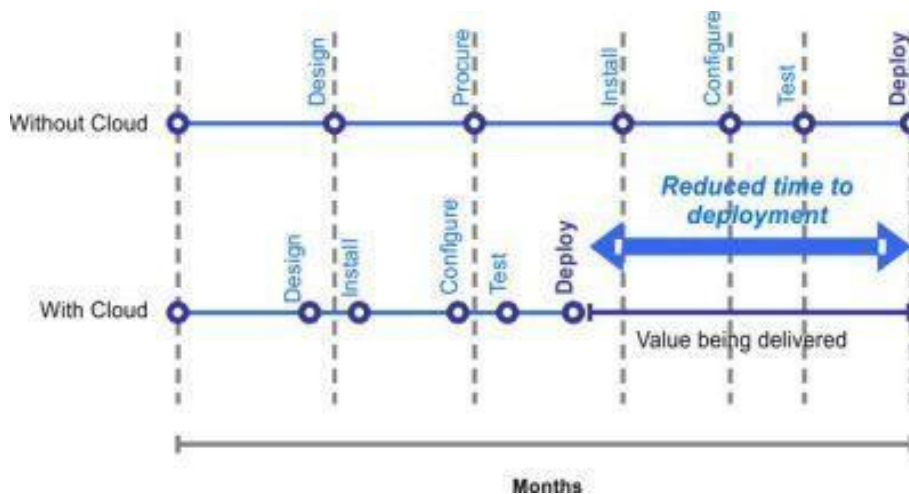 Design
Procure
Install
Configure
Test
Deploy
Without Cloud
Reduced time to
deployment
Design
Install
Configure
Test
Deploy
With Cloud
Value being delivered
Months